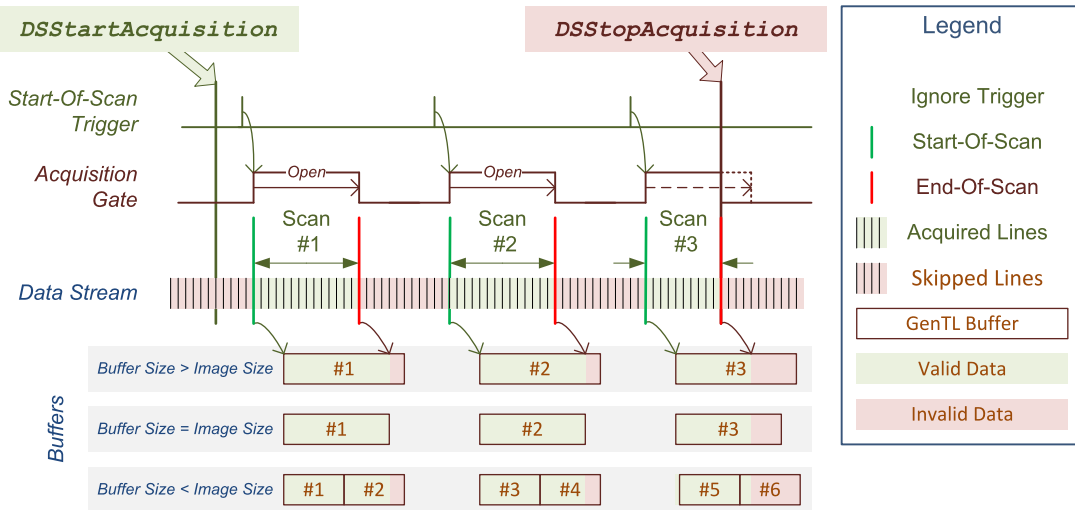 DSStartAcquisition
DSStopAcquisition
Start-Of-Scan
Trigger
Acquisition
Gate
Open
Open
Scan
#1
Scan
#2
Scan
#3
Data Stream
Buffers
Buffer Size > Image Size
#1
#2
#3
Buffer Size = Image Size
#1
#2
#3
Buffer Size < Image Size
#1
#2
#3
#4
#5
#6
Legend
Ignore Trigger
Start-Of-Scan
End-Of-Scan
Acquired Lines
Skipped Lines
GenTL Buffer
Valid Data
Invalid Data